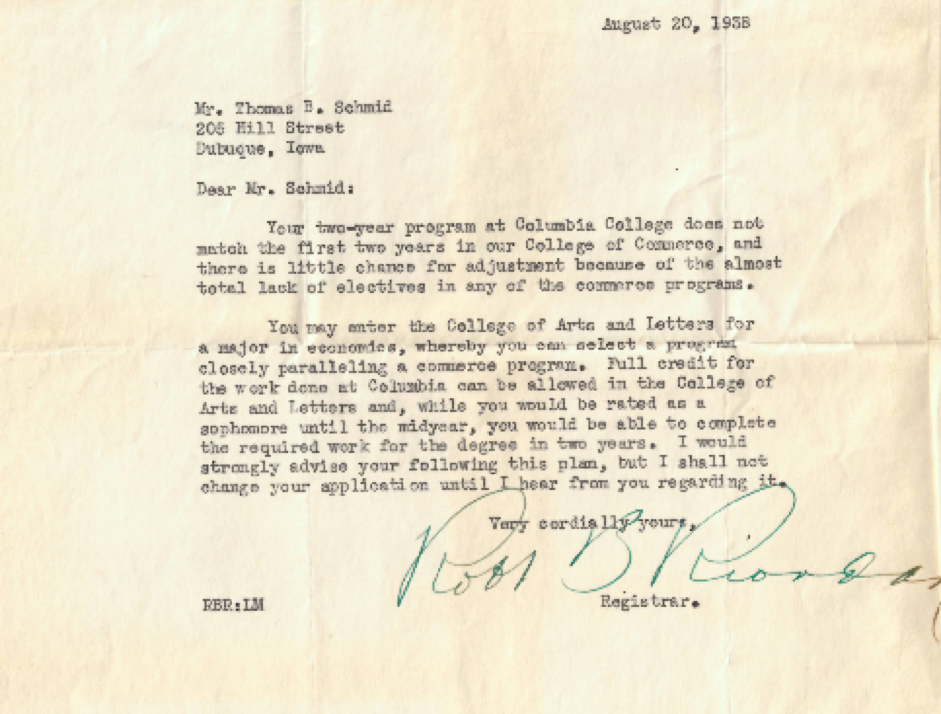 August 20, 1938
Mr. Thomas B. Schmid
205 Hill Street
Dubuque, Iowa
Dear Mr. Schmid:
Your two-year program at Columbia College does not
match the first two years in our College of Commerce, and
there is little chance for adjustment because of the almost
total lack of electives in any of the commerce programs.
You may enter the College of Arts and Letters for
a major in economics, whereby you can select a program
closely paralleling a commerce program. Full credit for
the work done at Columbia can be allowed in the College of
Arts and Letters and, while you would be rated as a
sophomore until the midyear, you would be able to complete
the required work for the degree in two years. I would
strongly advise your following this plan, but I shall not
change your application until I hear from you regarding it.
Very cordially yours,
Robt B Riordan
RBR:LM Registrar.